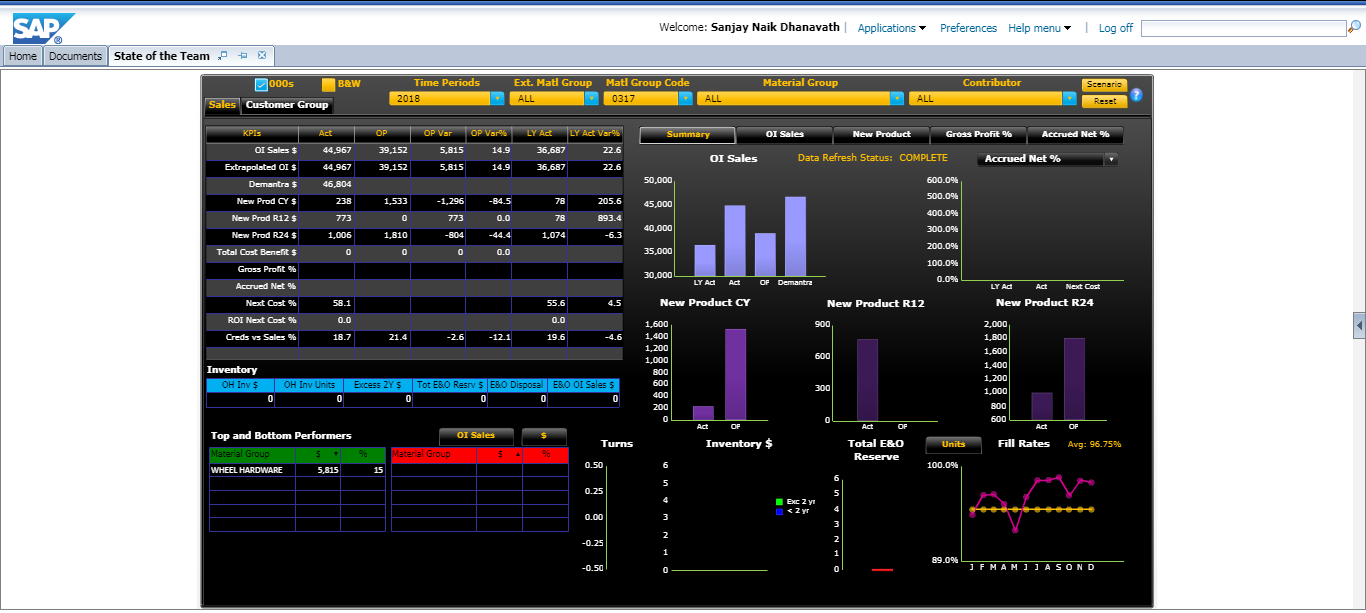 SAP ®
Welcome: Sanjay Naik Dhanavath | Applications Preferences Help menu | Log off
Home Documents State of the Team
000s B&W Time Periods Ext. Matl Group Matl Group Code Material Group Contributor Scenario
2018 ALL 0317 ALL ALL Reset ?
Sales Customer Group
KPIs Act OP OP Var OP Var% LY Act LY Act Var%
OI Sales $ 44,967 39,152 5,815 14.9 36,687 22.6
Extrapolated OI $ 44,967 39,152 5,815 14.9 36,687 22.6
Demantra $ 46,804
New Prod CY $ 238 1,533 -1,296 -84.5 78 205.6
New Prod R12 $ 773 0 773 0.0 78 893.4
New Prod R24 $ 1,006 1,810 -804 -44.4 1,074 -6.3
Total Cost Benefit $ 0 0 0 0.0
Gross Profit %
Accrued Net %
Next Cost % 58.1 55.6 4.5
ROI Next Cost % 0.0 0.0
Creds vs Sales % 18.7 21.4 -2.6 -12.1 19.6 -4.6
Inventory
OH Inv $ OH Inv Units Excess 2Y $ Tot E&O Resrv $ E&O Disposal E&O OI Sales $
0 0 0 0 0 0
Top and Bottom Performers OI Sales $
Material Group $ % Material Group $ %
WHEEL HARDWARE 5,815 15
Summary OI Sales New Product Gross Profit % Accrued Net %
OI Sales Data Refresh Status: COMPLETE Accrued Net %
50,000
45,000
40,000
35,000
30,000
LY Act Act OP Demantra
600.0%
500.0%
400.0%
300.0%
200.0%
100.0%
0.0%
LY Act Act Next Cost
New Product CY
1,600
1,400
1,200
1,000
800
600
400
200
0
Act OP
New Product R12
900
600
300
0
Act OP
New Product R24
2,000
1,800
1,600
1,400
1,200
1,000
800
600
Act OP
Turns
0.50
0.25
0.00
-0.25
-0.50
Inventory $
6
5
4
3
2
1
0
Exc 2 yr
< 2 yr
Total E&O
Reserve
6
5
4
3
2
1
0
Units Fill Rates Avg: 96.75%
100.0%
89.0%
J F M A M J J A S O N D